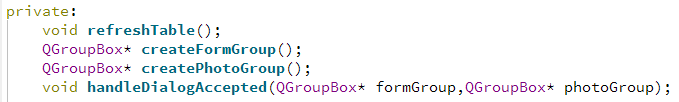 private:
    void refreshTable();
    QGroupBox* createFormGroup();
    QGroupBox* createPhotoGroup();
    void handleDialogAccepted(QGroupBox* formGroup,QGroupBox* photoGroup);